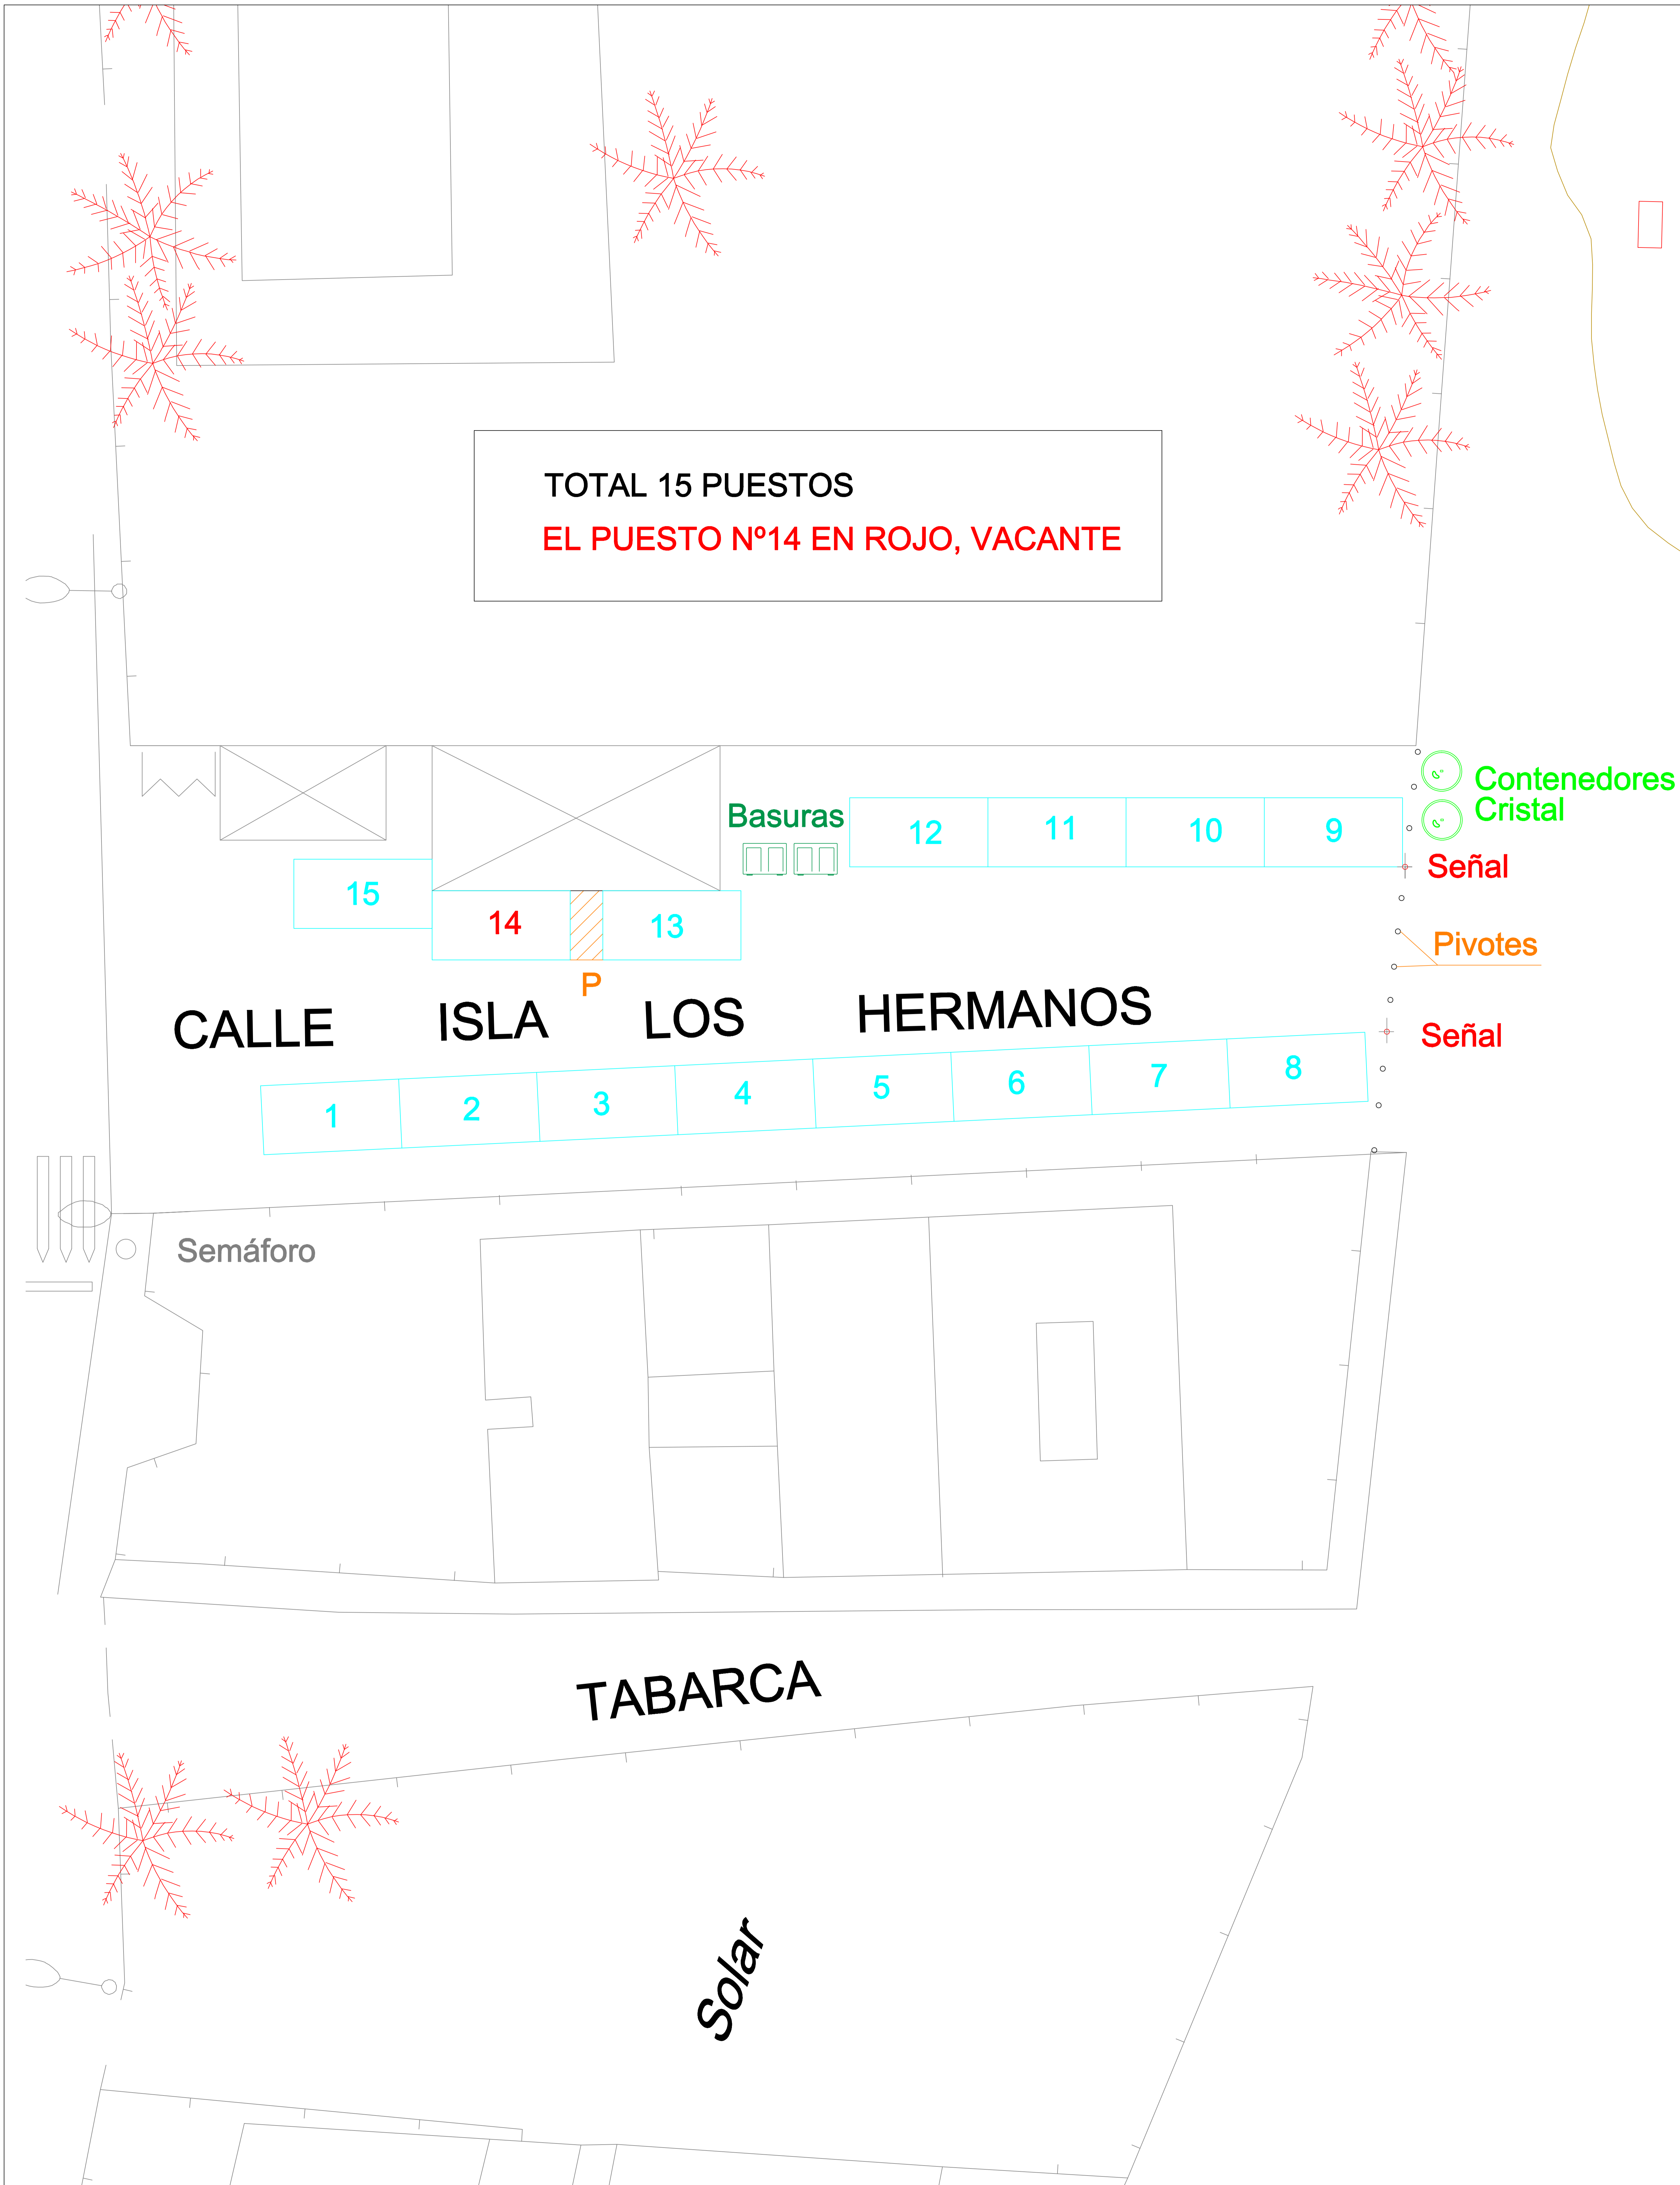 TOTAL 15 PUESTOS
EL PUESTO Nº14 EN ROJO, VACANTE
Contenedores
Cristal
Basuras
12
11
10
9
Señal
15
14
13
Pivotes
P
CALLE ISLA LOS HERMANOS
Señal
1
2
3
4
5
6
7
8
Semáforo
TABARCA
Solar